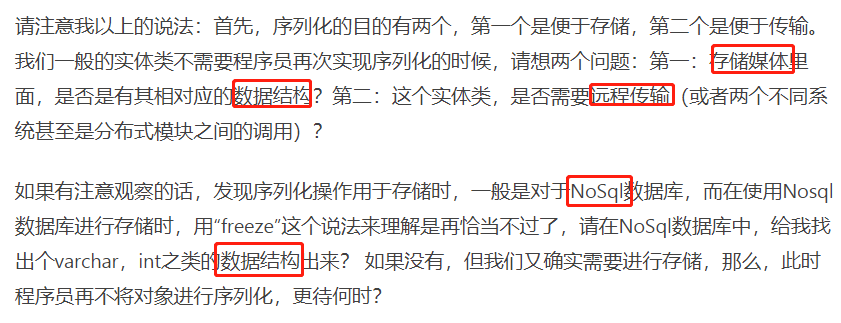 请注意我以上的说法：首先，序列化的目的有两个，第一个是便于存储，第二个是便于传输。
我们一般的实体类不需要程序员再次实现序列化的时候，请想两个问题：第一：存储媒体里
面，是否是有其相对应的数据结构？第二：这个实体类，是否需要远程传输（或者两个不同系
统甚至是分布式模块之间的调用）？
如果有注意观察的话，发现序列化操作用于存储时，一般是对于NoSql数据库，而在使用Nosql
数据库进行存储时，用“freeze”这个说法来理解是再恰当不过了，请在NoSql数据库中，给我找
出个varchar，int之类的数据结构出来？ 如果没有，但我们又确实需要进行存储，那么，此时
程序员再不将对象进行序列化，更待何时？